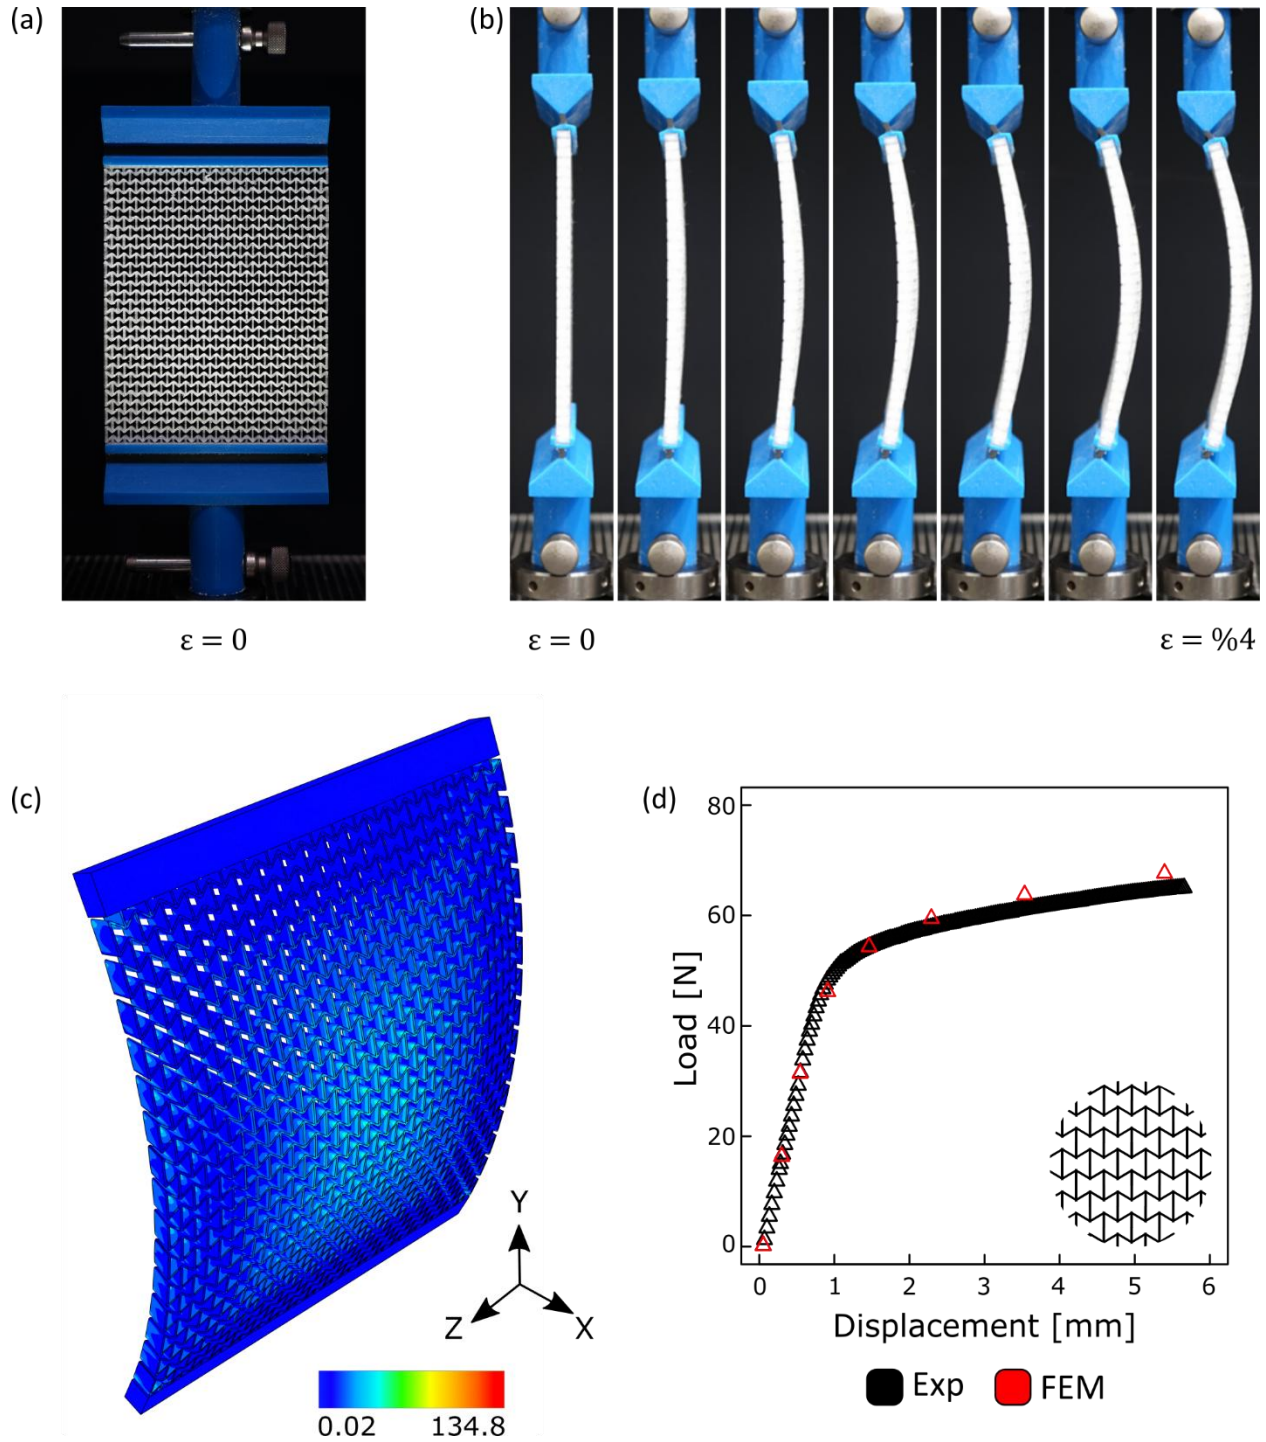 (a)
(b)
ε = 0
ε = 0
ε = %4
(c)
(d)
Y
Z
X
0.02
134.8
80
60
40
20
0
Load [N]
0
1
2
3
4
5
6
Displacement [mm]
Exp
FEM